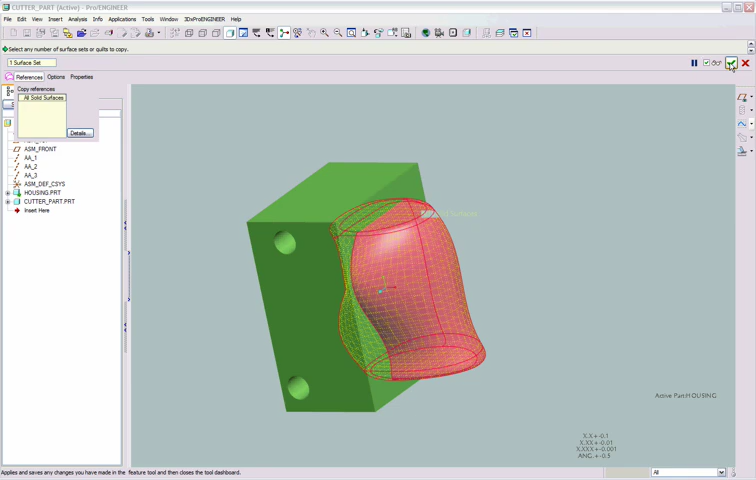 CUTTER_PART (Active) - Pro/ENGINEER
File Edit View Insert Analysis Info Applications Tools Window 3DxProENGINEER Help
Select any number of surface sets or quilts to copy.
1 Surface Set
References Options Properties
Copy references
All Solid Surfaces
Details...
ASM_FRONT
AA_1
AA_2
AA_3
ASM_DEF_CSYS
HOUSING.PRT
CUTTER_PART.PRT
Insert Here
Surfaces
Active Part:HOUSING
X.X+-0.1
X.XX+-0.01
X.XXX+-0.001
ANG.+-0.5
Applies and saves any changes you have made in the feature tool and then closes the tool dashboard.
All